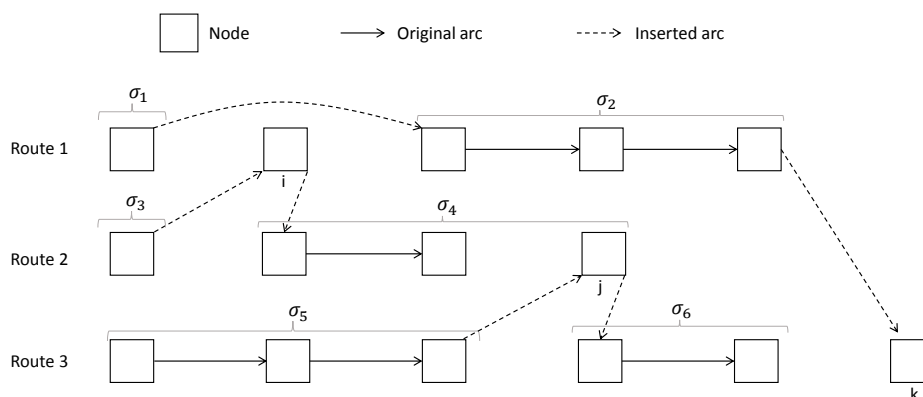 Node
Original arc
Inserted arc
σ1
σ2
Route 1
i
σ3
σ4
Route 2
j
σ5
σ6
Route 3
k